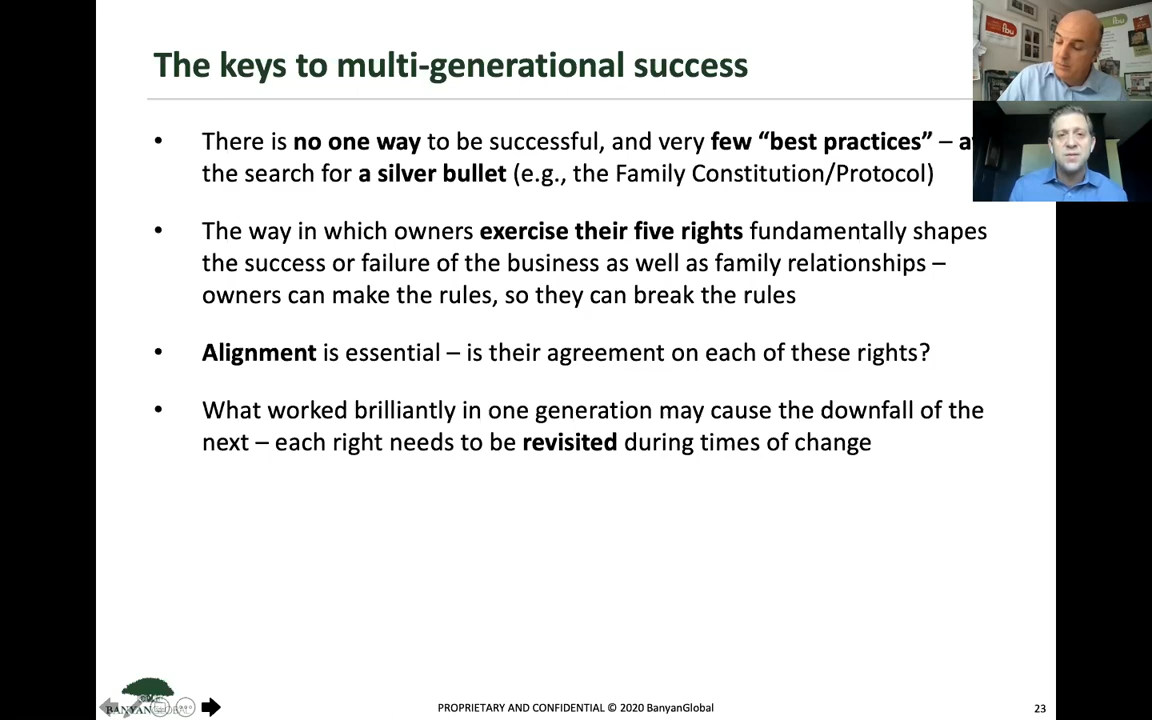 The keys to multi-generational success
• There is no one way to be successful, and very few “best practices” –
the search for a silver bullet (e.g., the Family Constitution/Protocol)
• The way in which owners exercise their five rights fundamentally shapes
the success or failure of the business as well as family relationships –
owners can make the rules, so they can break the rules
• Alignment is essential – is their agreement on each of these rights?
• What worked brilliantly in one generation may cause the downfall of the
next – each right needs to be revisited during times of change
PROPRIETARY AND CONFIDENTIAL © 2020 BanyanGlobal
23